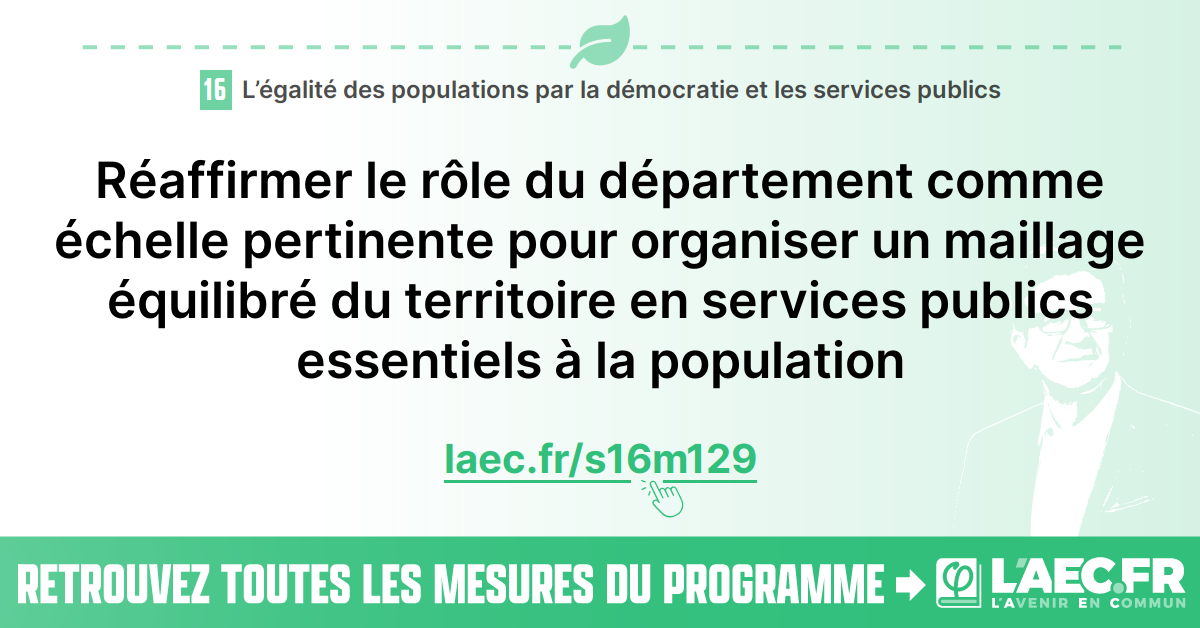 16 L’égalité des populations par la démocratie et les services publics
Réaffirmer le rôle du département comme
échelle pertinente pour organiser un maillage
équilibré du territoire en services publics
essentiels à la population
laec.fr/s16m129
RETROUVEZ TOUTES LES MESURES DU PROGRAMME
L'AEC.FR
L'AVENIR EN COMMUN